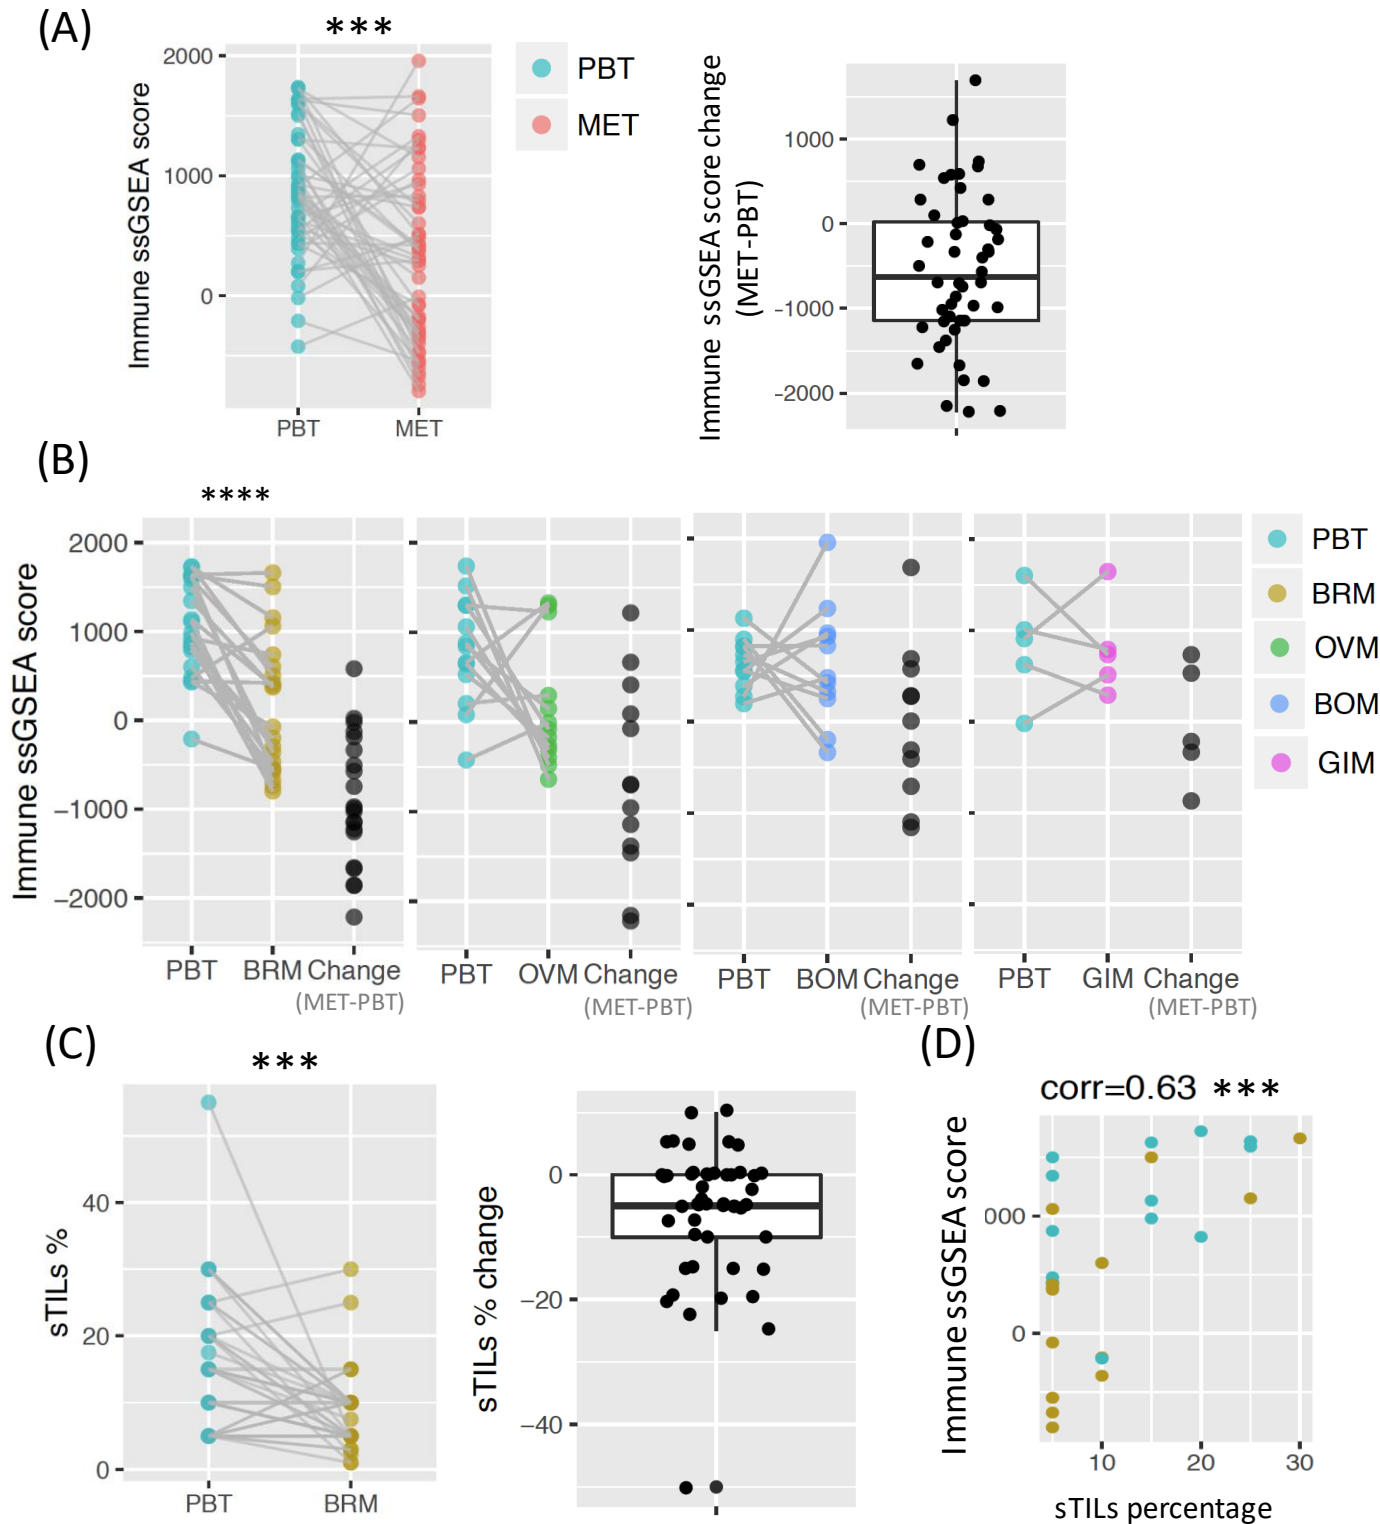 (A)
***
Immune ssGSEA score
2000
1000
0
PBT
MET
PBT
MET
Immune ssGSEA score change
(MET-PBT)
1000
0
−1000
−2000
(B)
****
Immune ssGSEA score
2000
1000
0
−1000
−2000
PBT BRM Change
(MET-PBT)
PBT OVM Change
(MET-PBT)
PBT BOM Change
(MET-PBT)
PBT GIM Change
(MET-PBT)
PBT
BRM
OVM
BOM
GIM
(C)
***
sTILs %
40
20
0
PBT
BRM
sTILs % change
0
−20
−40
(D)
corr=0.63 ***
Immune ssGSEA score
000
0
10
20
30
sTILs percentage